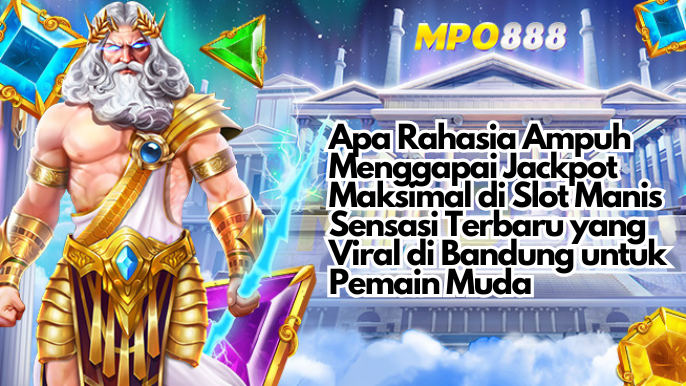 MPO888
Apa Rahasia Ampuh
Menggapai Jackpot
Maksimal di Slot Manis
Sensasi Terbaru yang
Viral di Bandung untuk
Pemain Muda